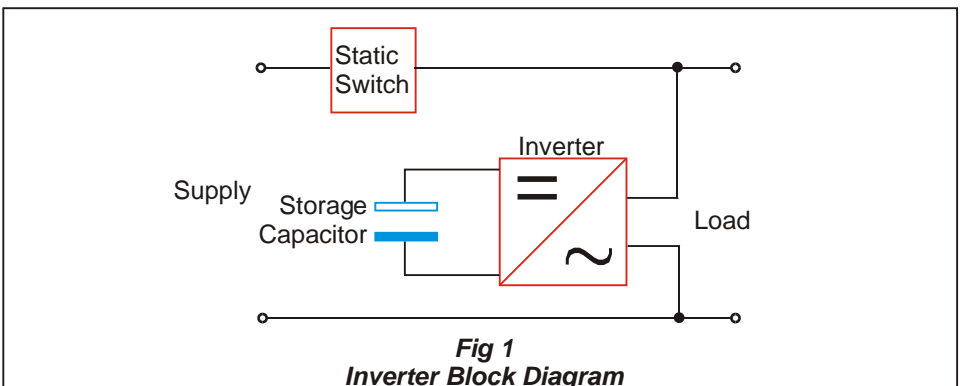 Static
Switch
Inverter
Supply
Storage
Capacitor
Load
Fig 1
Inverter Block Diagram